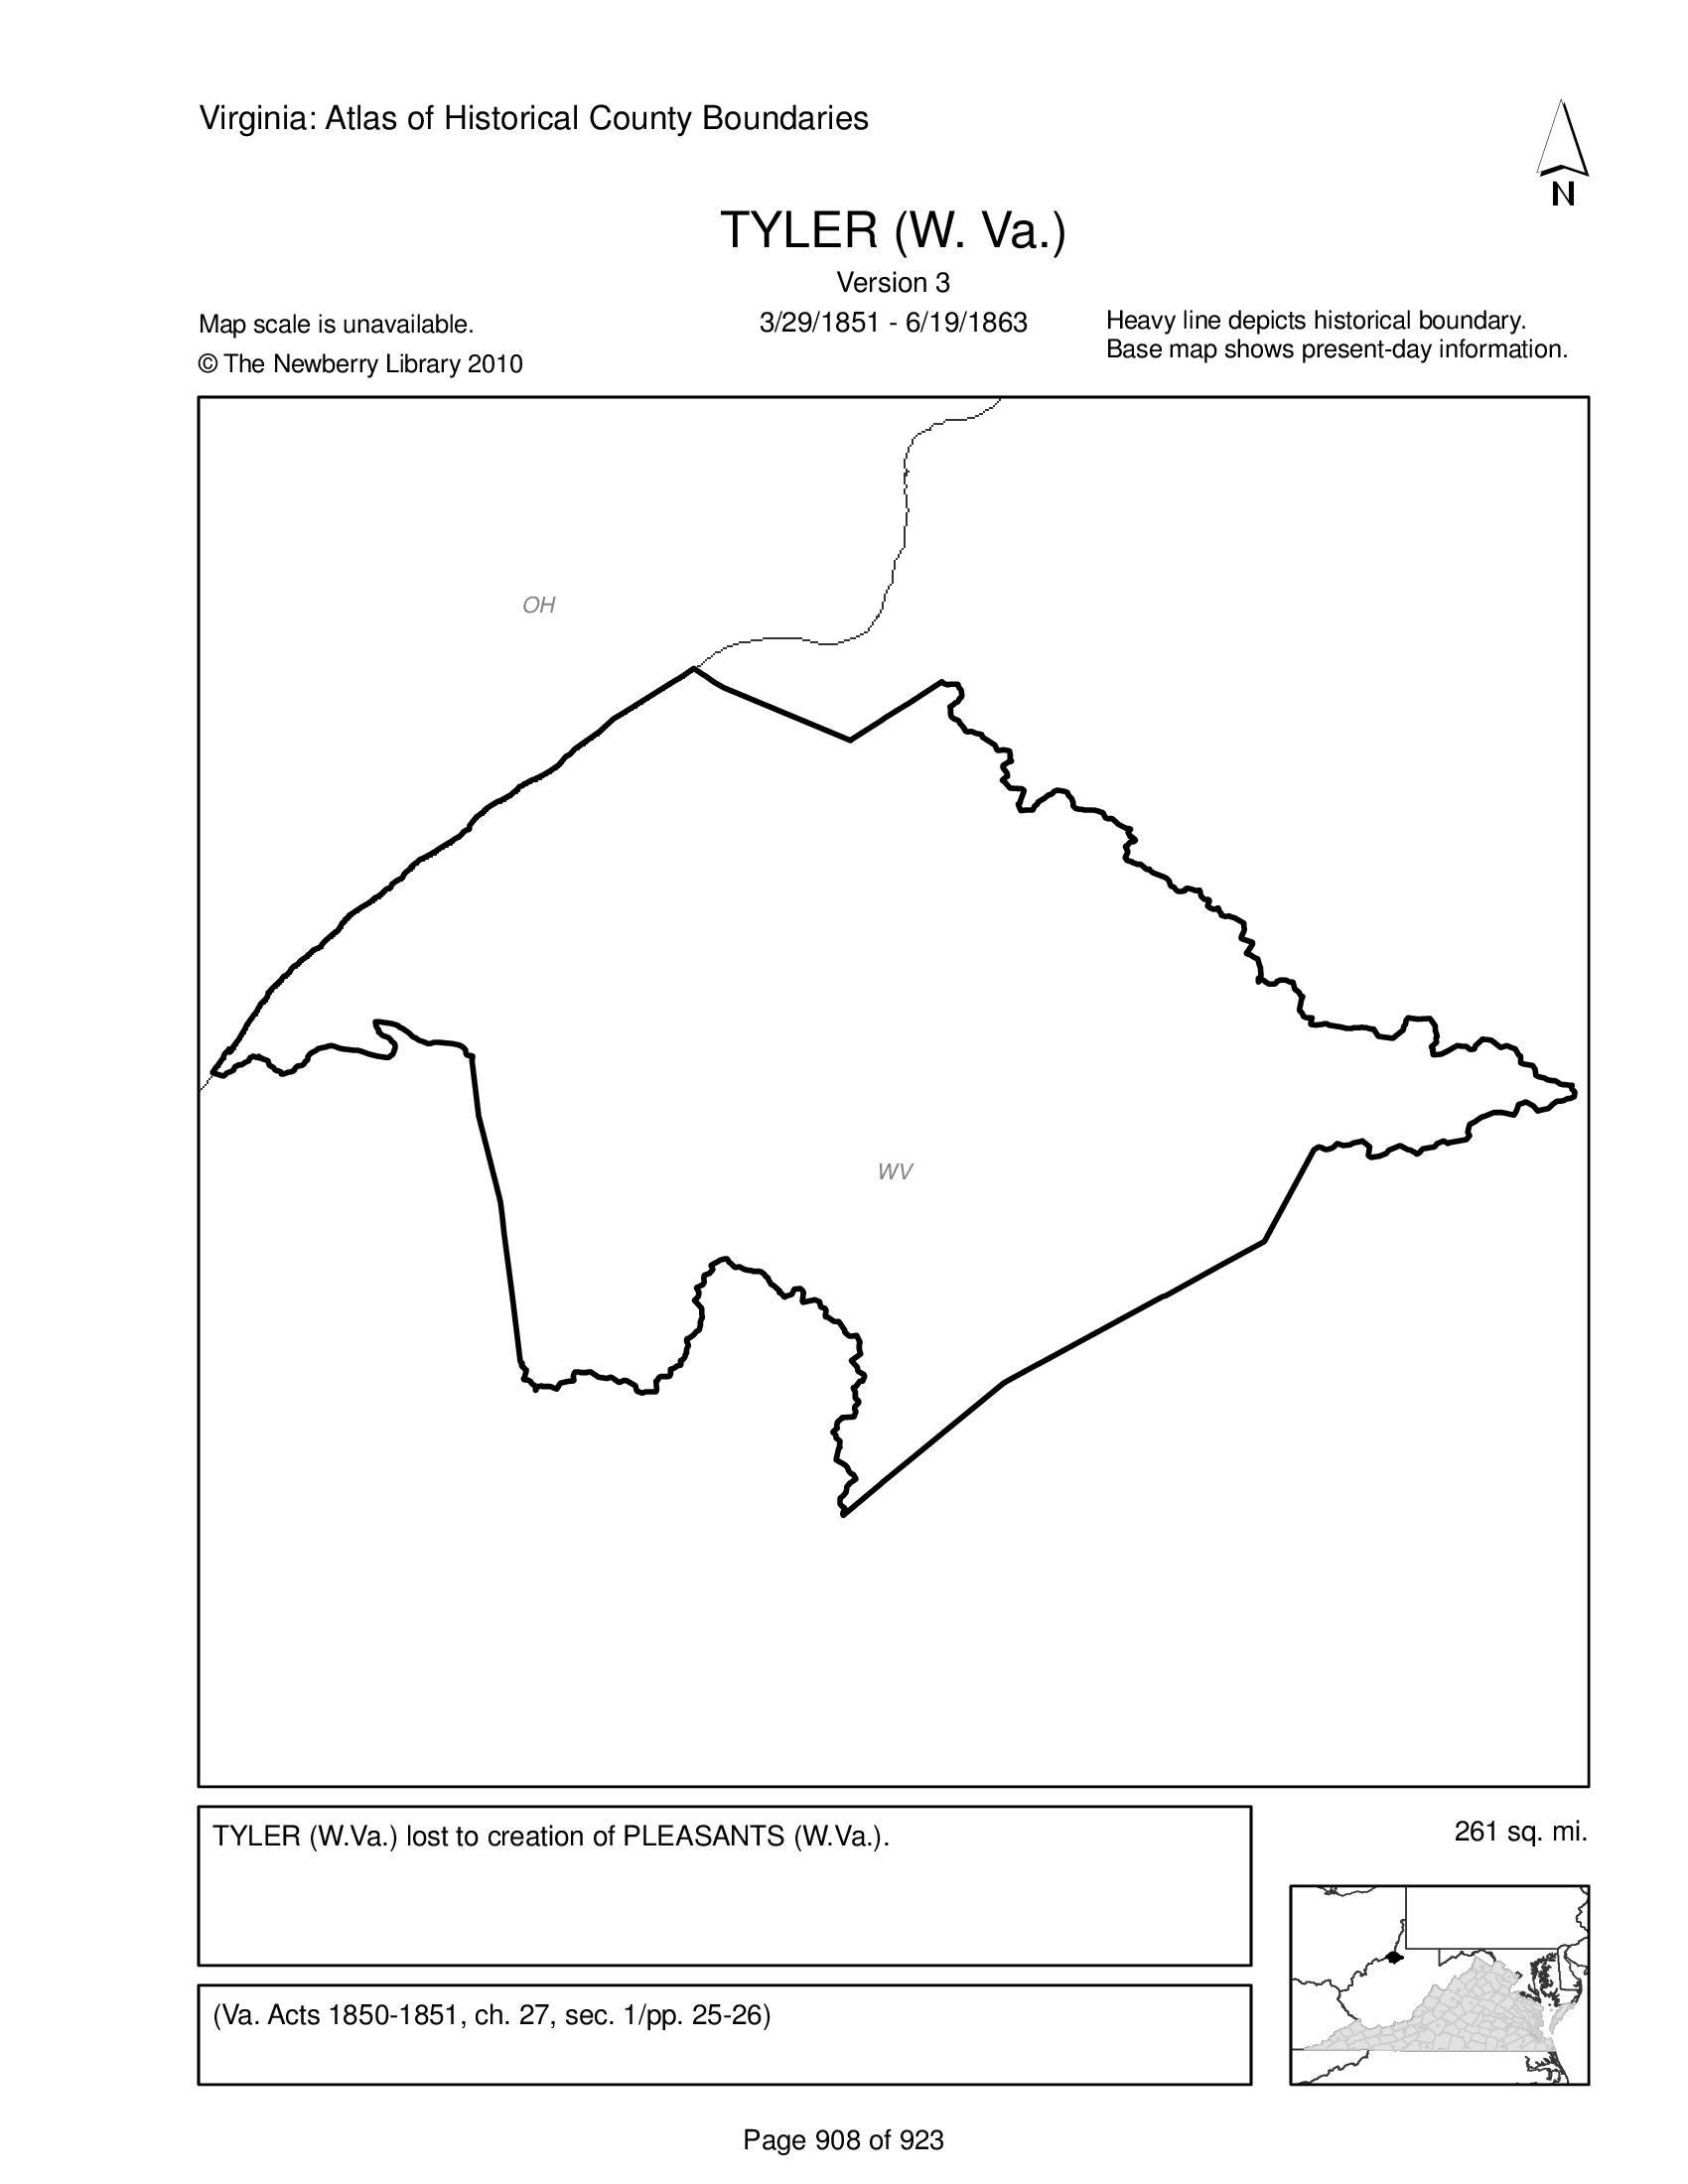 Virginia: Atlas of Historical County Boundaries
N
TYLER (W. Va.)
Version 3
3/29/1851 - 6/19/1863
Map scale is unavailable.
© The Newberry Library 2010
Heavy line depicts historical boundary.
Base map shows present-day information.
OH
WV
TYLER (W.Va.) lost to creation of PLEASANTS (W.Va.).
261 sq. mi.
(Va. Acts 1850-1851, ch. 27, sec. 1/pp. 25-26)
Page 908 of 923